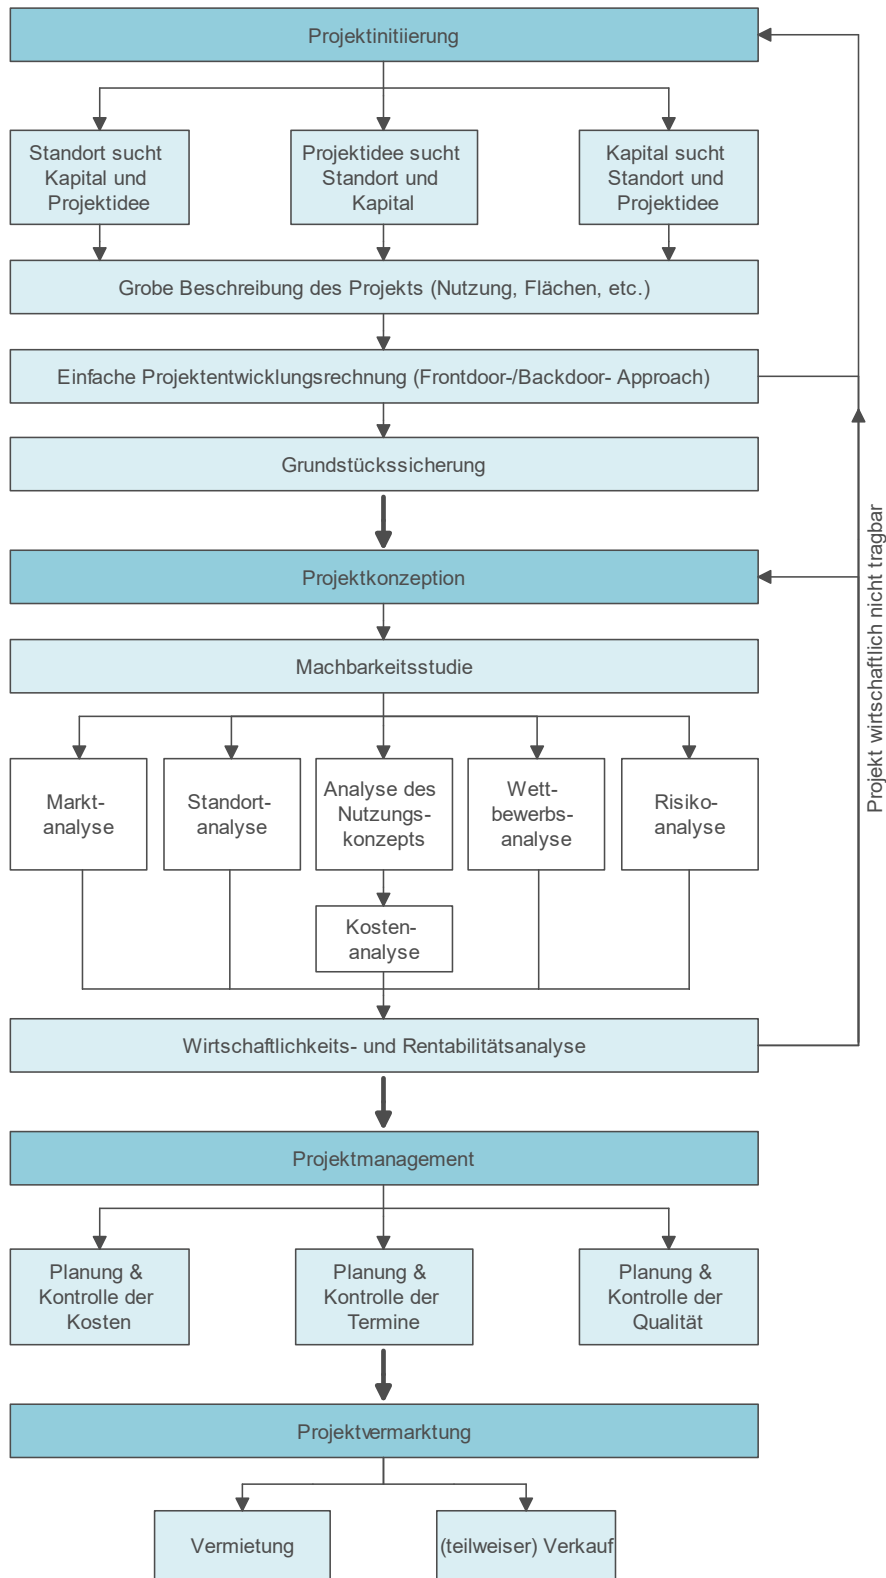 Projektinitiierung
Standort sucht
Kapital und
Projektidee
Projektidee sucht
Standort und
Kapital
Kapital sucht
Standort und
Projektidee
Grobe Beschreibung des Projekts (Nutzung, Flächen, etc.)
Einfache Projektentwicklungsrechnung (Frontdoor-/Backdoor- Approach)
Grundstückssicherung
Projektkonzeption
Projekt wirtschaftlich nicht tragbar
Machbarkeitsstudie
Markt-
analyse
Standort-
analyse
Analyse des
Nutzungs-
konzepts
Wett-
bewerbs-
analyse
Risiko-
analyse
Kosten-
analyse
Wirtschaftlichkeits- und Rentabilitätsanalyse
Projektmanagement
Planung &
Kontrolle der
Kosten
Planung &
Kontrolle der
Termine
Planung &
Kontrolle der
Qualität
Projektvermarktung
Vermietung
(teilweiser) Verkauf